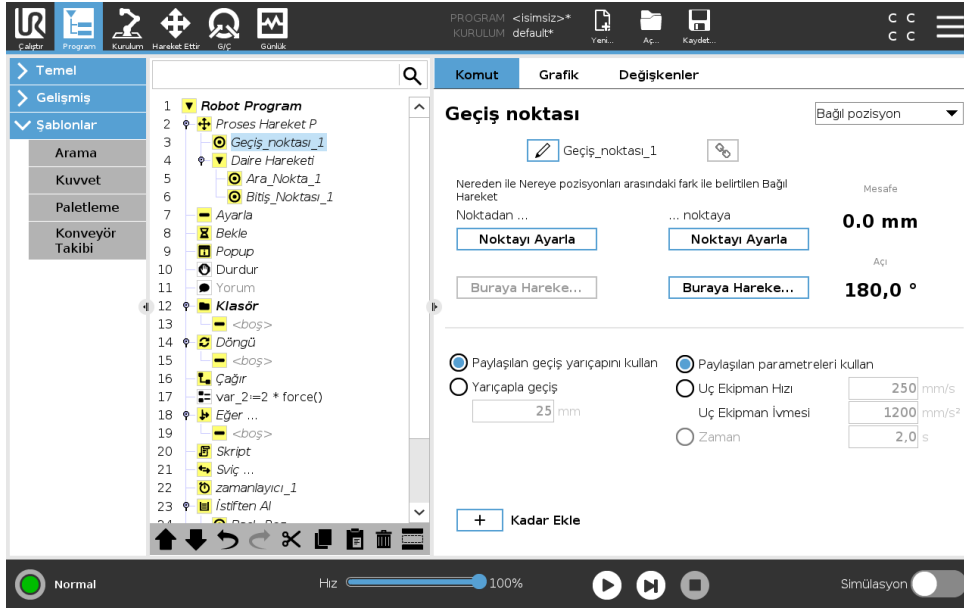 PROGRAM <isimsiz>*
KURULUM default*
Çalıştır
Program
Kurulum
Hareket Ettir
G/Ç
Günlük
Yeni...
Aç...
Kaydet...
C C
C C
Temel
Gelişmiş
Şablonlar
Arama
Kuvvet
Paletleme
Konveyör
Takibi
1 Robot Program
2 Proses Hareket P
3 Geçiş_noktası_1
4 Daire Hareketi
5 Ara_Nokta_1
6 Bitiş_Noktası_1
7 Ayarla
8 Bekle
9 Popup
10 Durdur
11 Yorum
12 Klasör
13 <boş>
14 Döngü
15 <boş>
16 Çağır
17 var_2:=2 * force()
18 Eğer ...
19 <boş>
20 Skript
21 Sviç ...
22 zamanlayıcı_1
23 İstiften Al
Komut
Grafik
Değişkenler
Geçiş noktası
Bağıl pozisyon
Geçiş_noktası_1
Nereden ile Nereye pozisyonları arasındaki fark ile belirtilen Bağıl
Hareket
Mesafe
Noktadan ...
... noktaya
0.0 mm
Noktayı Ayarla
Noktayı Ayarla
Açı
Buraya Hareke...
Buraya Hareke...
180,0 °
Paylaşılan geçiş yarıçapını kullan
Paylaşılan parametreleri kullan
Yarıçapla geçiş
Uç Ekipman Hızı
250 mm/s
25 mm
Uç Ekipman İvmesi
1200 mm/s²
Zaman
2,0 s
+ Kadar Ekle
Normal
Hız
100%
Simülasyon